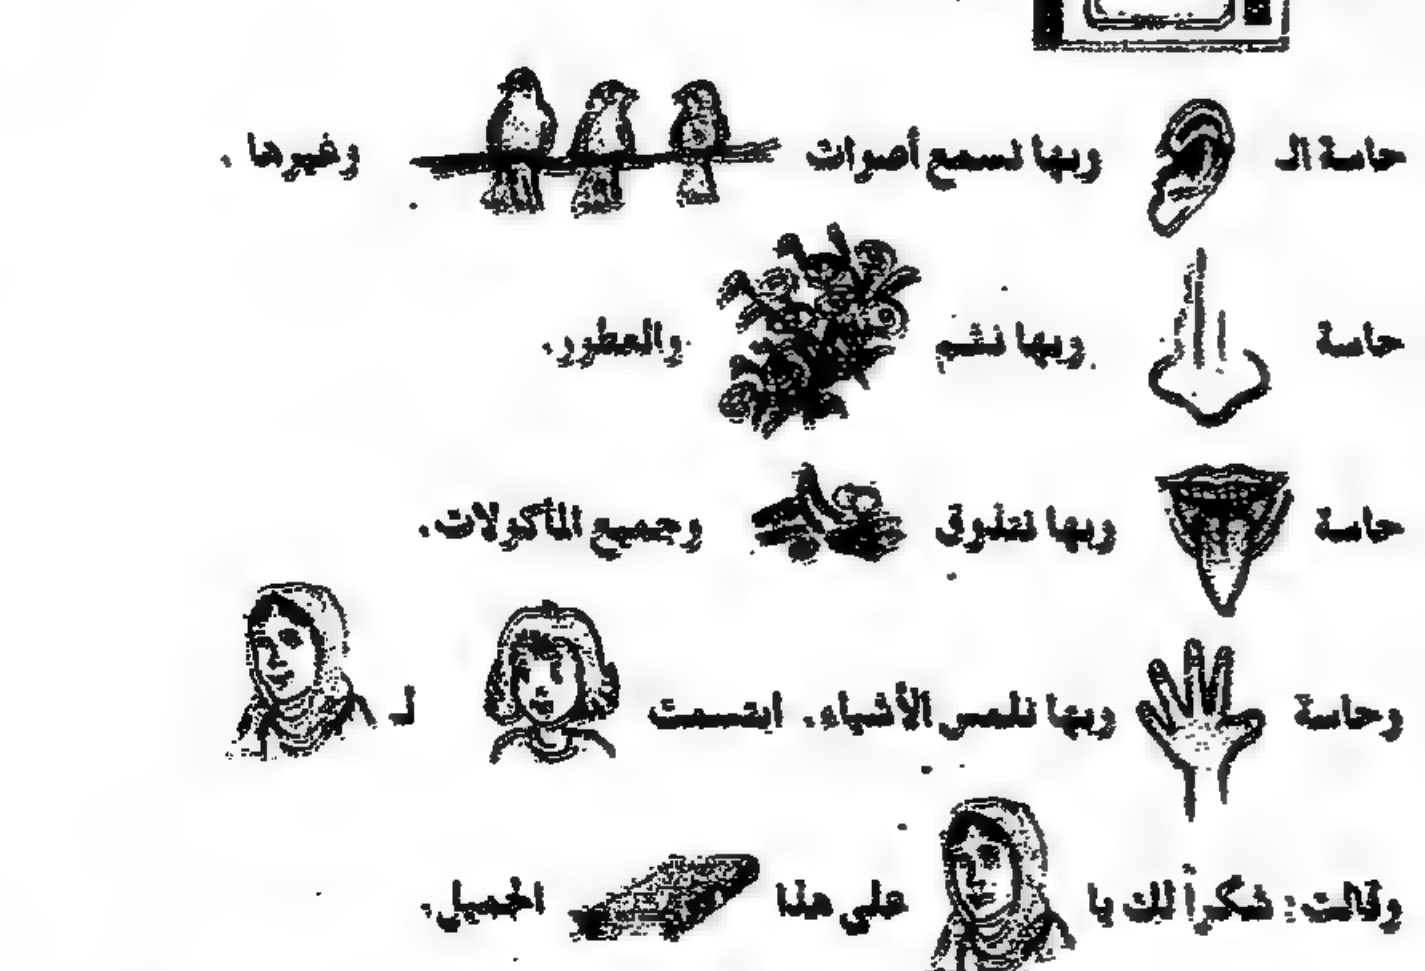 حاسة الـ وبها نسمع أصوات وغيرها .
حاسة وبها نشم والعطور.
حاسة وبها نتذوق وجميع المأكولات.
وحاسة وبها نلمس الأشياء. ابتسمت لـ
وقالت: شكراً لك يا على هذا الجميل.